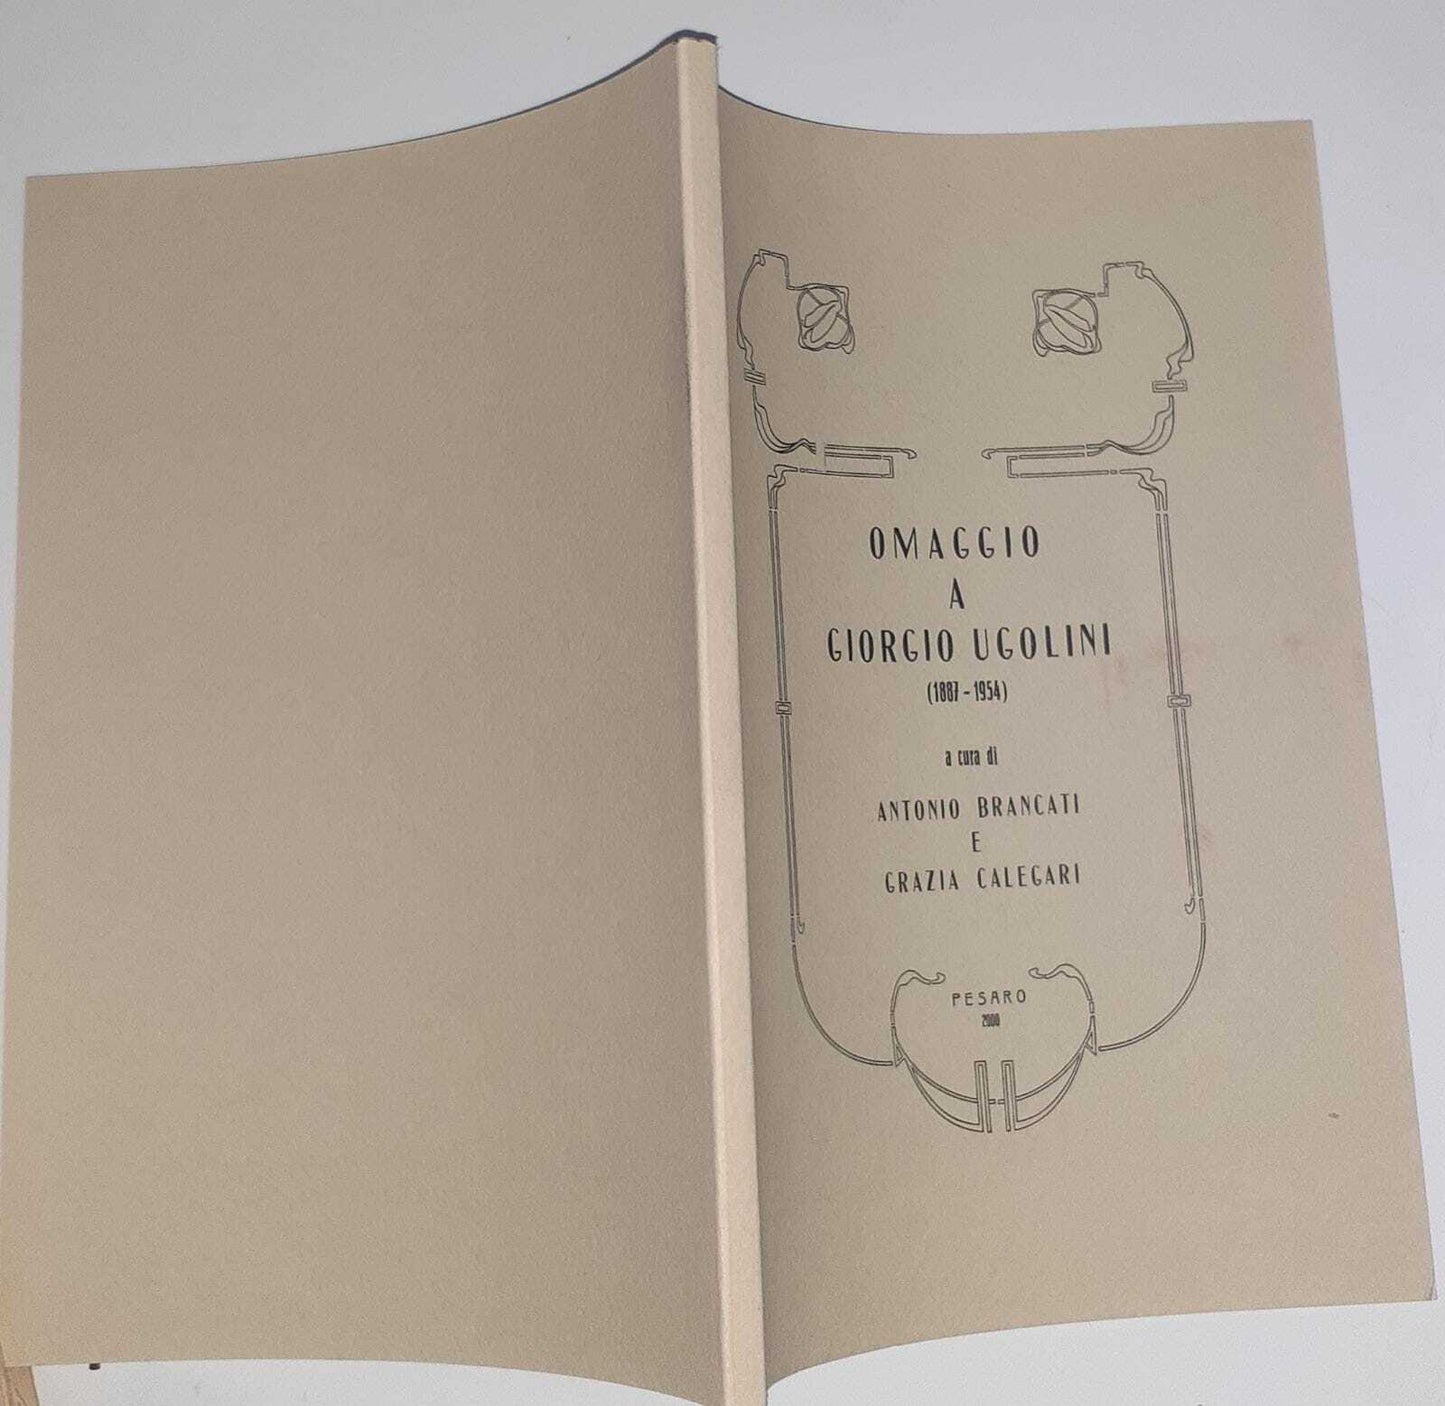 OMAGGIO
A
GIORGIO UGOLINI
(1887 - 1954)
a cura di
ANTONIO BRANCATI
E
GRAZIA CALEGARI
PESARO
2000